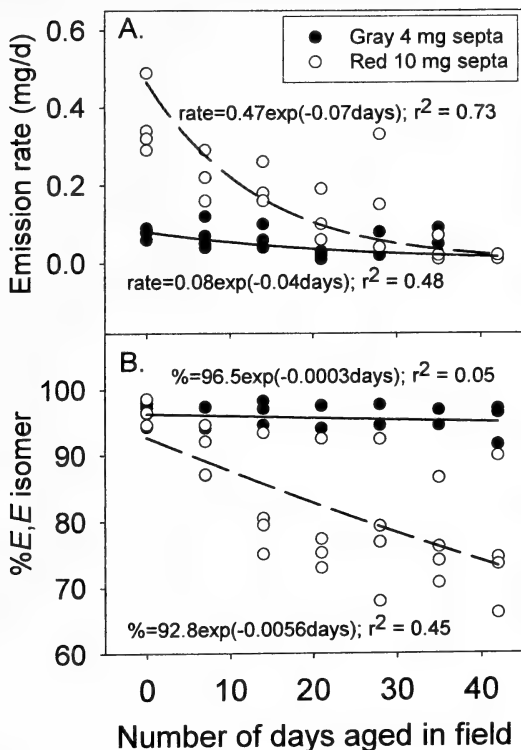 A.
Gray 4 mg septa
Red 10 mg septa
rate=0.47exp(-0.07days); r² = 0.73
rate=0.08exp(-0.04days); r² = 0.48
Emission rate (mg/d)
0.6
0.4
0.2
0.0
B.
%=96.5exp(-0.0003days); r² = 0.05
%=92.8exp(-0.0056days); r² = 0.45
%E,E isomer
100
90
80
70
60
0 10 20 30 40
Number of days aged in field